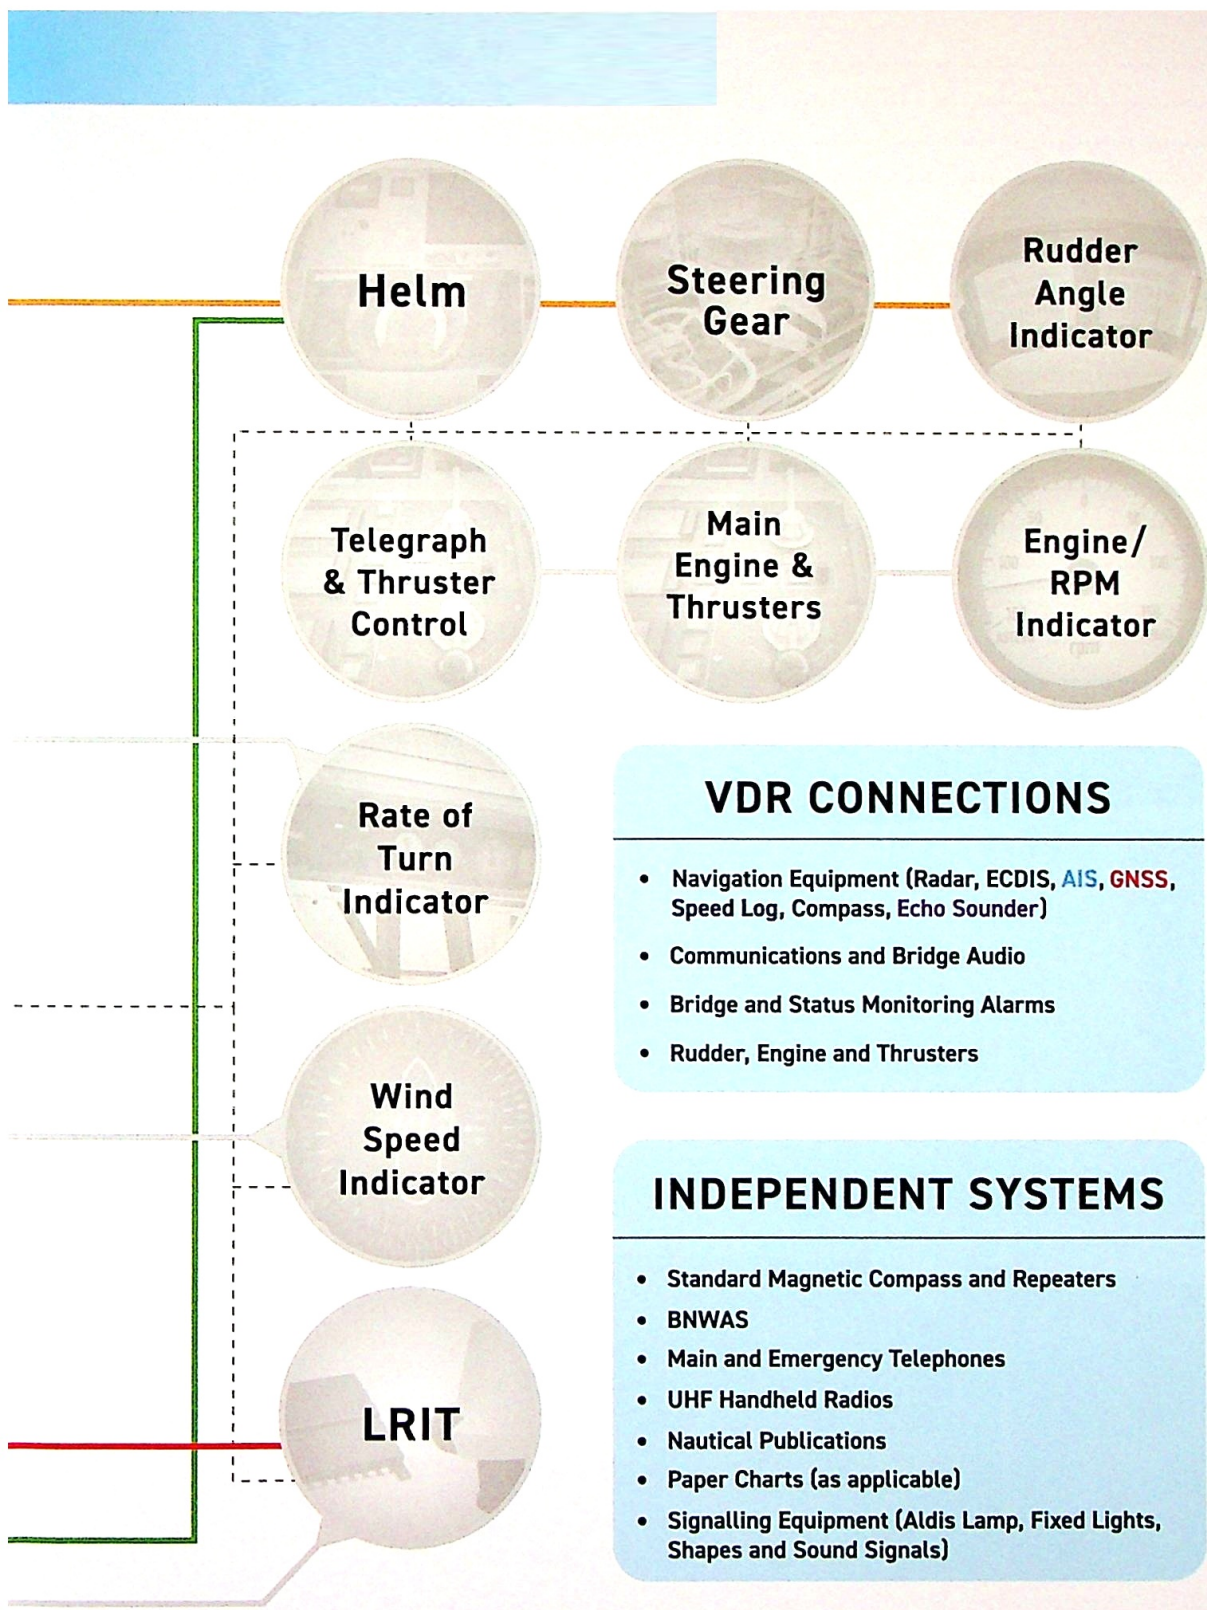 Helm
Steering
Gear
Rudder
Angle
Indicator
Telegraph
& Thruster
Control
Main
Engine &
Thrusters
Engine/
RPM
Indicator
Rate of
Turn
Indicator
Wind
Speed
Indicator
LRIT
VDR CONNECTIONS
• Navigation Equipment (Radar, ECDIS, AIS, GNSS,
Speed Log, Compass, Echo Sounder)
• Communications and Bridge Audio
• Bridge and Status Monitoring Alarms
• Rudder, Engine and Thrusters
INDEPENDENT SYSTEMS
• Standard Magnetic Compass and Repeaters
• BNWAS
• Main and Emergency Telephones
• UHF Handheld Radios
• Nautical Publications
• Paper Charts (as applicable)
• Signalling Equipment (Aldis Lamp, Fixed Lights,
Shapes and Sound Signals)